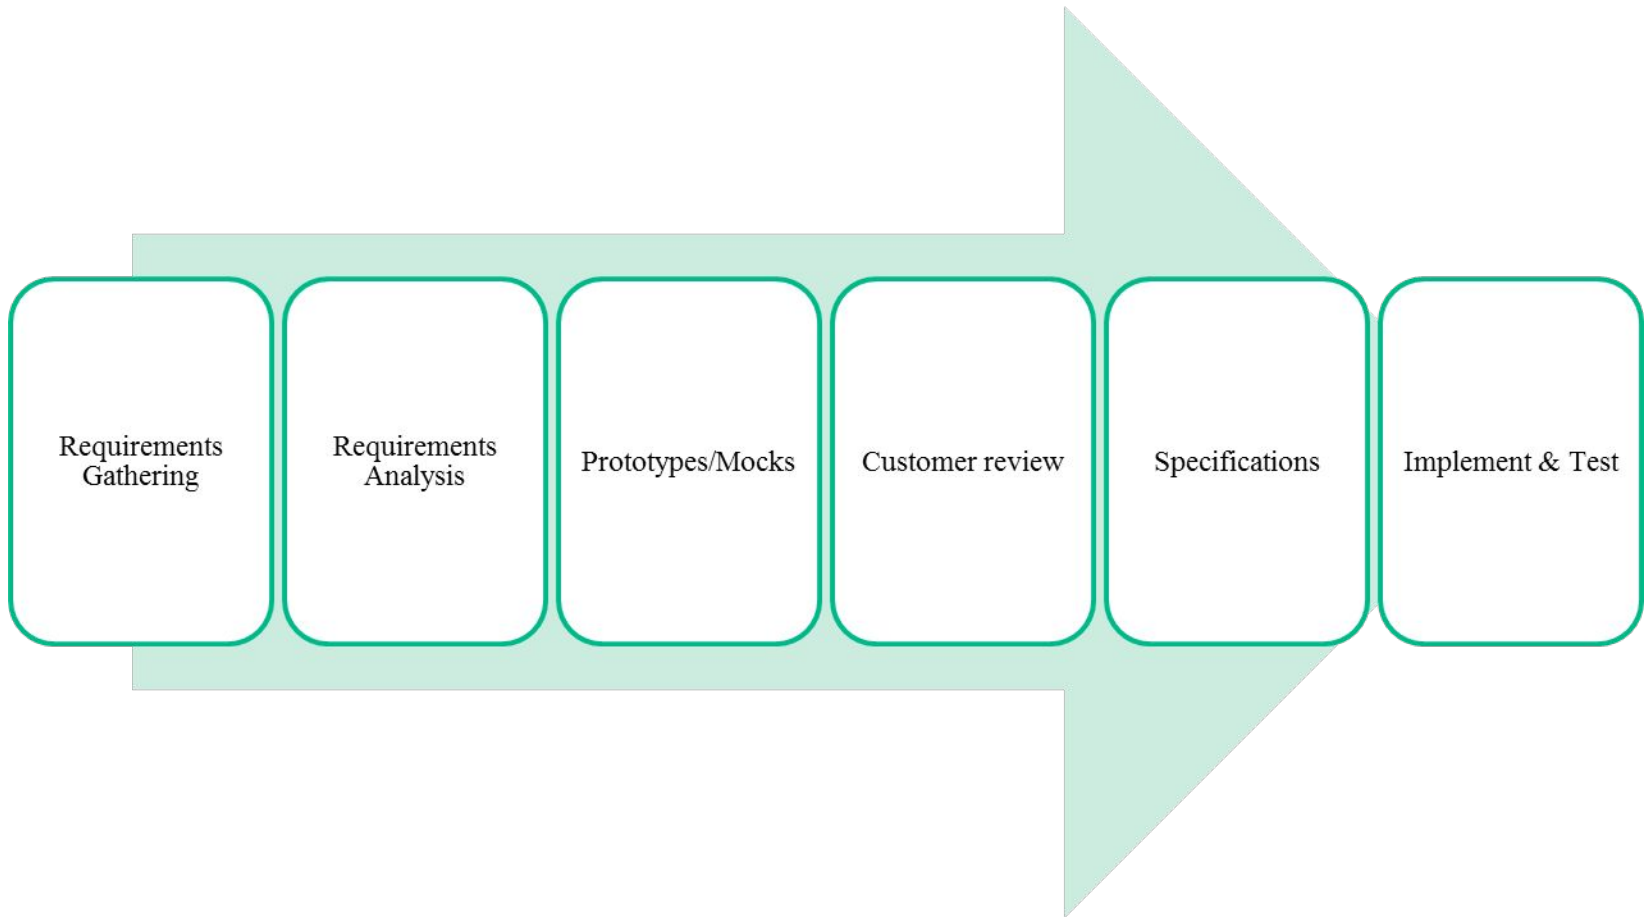 Requirements
Gathering
Requirements
Analysis
Prototypes/Mocks
Customer review
Specifications
Implement & Test